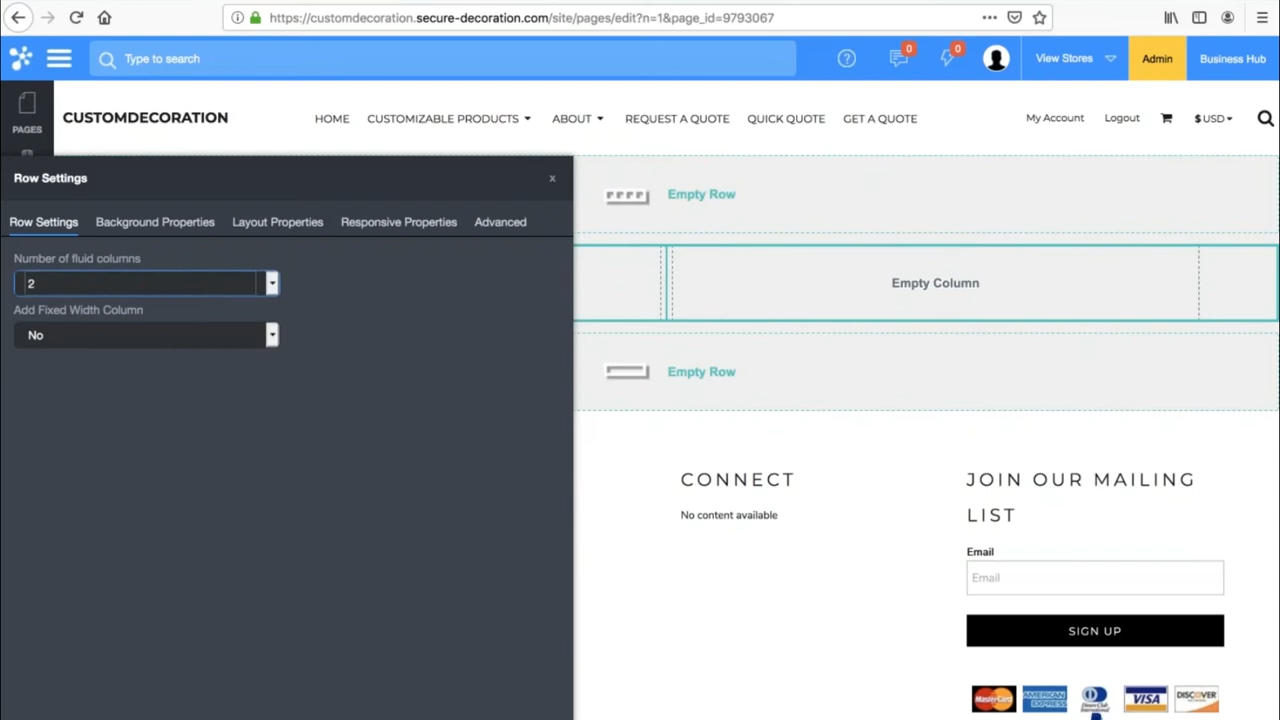 https://customdecoration.secure-decoration.com/site/pages/edit?n=1&page_id=9793067
Type to search
0
0
View Stores
Admin
Business Hub
PAGES
CUSTOMDECORATION
HOME
CUSTOMIZABLE PRODUCTS
ABOUT
REQUEST A QUOTE
QUICK QUOTE
GET A QUOTE
My Account
Logout
$ USD
Row Settings
x
Row Settings
Background Properties
Layout Properties
Responsive Properties
Advanced
Number of fluid columns
2
Add Fixed Width Column
No
Empty Row
Empty Column
Empty Row
CONNECT
No content available
JOIN OUR MAILING
LIST
Email
Email
SIGN UP
MasterCard
AMERICAN EXPRESS
Diners Club International
VISA
DISCOVER